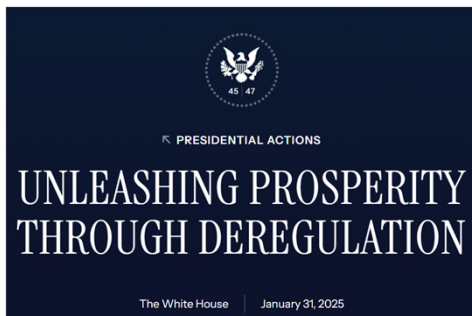 45 47
PRESIDENTIAL ACTIONS
UNLEASHING PROSPERITY
THROUGH DEREGULATION
The White House
January 31, 2025